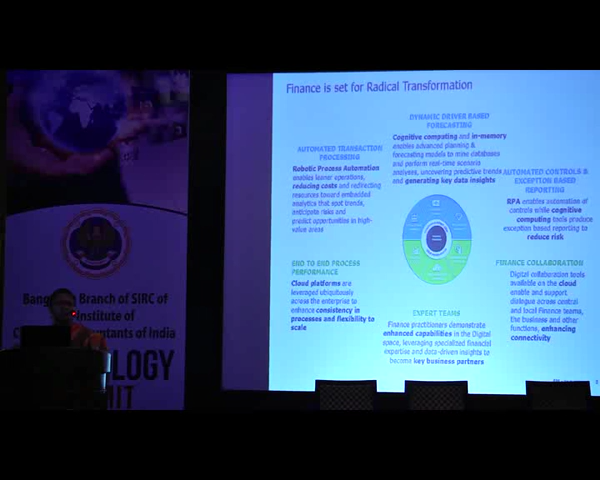 Finance is set for Radical Transformation
DYNAMIC DRIVER BASED
FORECASTING
Cognitive computing and in-memory
enables advanced planning &
forecasting models to mine databases
and perform real-time scenario
analyses, uncovering predictive trends
and generating key data insights
AUTOMATED TRANSACTION
PROCESSING
Robotic Process Automation
enables leaner operations,
reducing costs and redirecting
resources toward embedded
analytics that spot trends,
anticipate risks and
predict opportunities in high-
value areas
AUTOMATED CONTROLS &
EXCEPTION BASED
REPORTING
RPA enables automation of
controls while cognitive
computing tools produce
exception based reporting to
reduce risk
END TO END PROCESS
PERFORMANCE
Cloud platforms are
leveraged ubiquitously
across the enterprise to
enhance consistency in
processes and flexibility to
scale
FINANCE COLLABORATION
Digital collaboration tools
available on the cloud
enable and support
dialogue across central
and local Finance teams,
the business and other
functions, enhancing
connectivity
EXPERT TEAMS
Finance practitioners demonstrate
enhanced capabilities in the Digital
space, leveraging specialised financial
expertise and data-driven insights to
become key business partners
Branch of SIRC of
Institute of
of India
LOGY
MIT